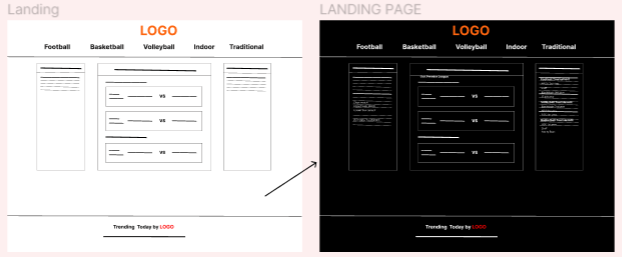 Landing
LOGO
Football Basketball Volleyball Indoor Traditional
VS
VS
VS
Trending Today by LOGO
LANDING PAGE
LOGO
Football Basketball Volleyball Indoor Traditional
VS
VS
VS
Trending Today by LOGO